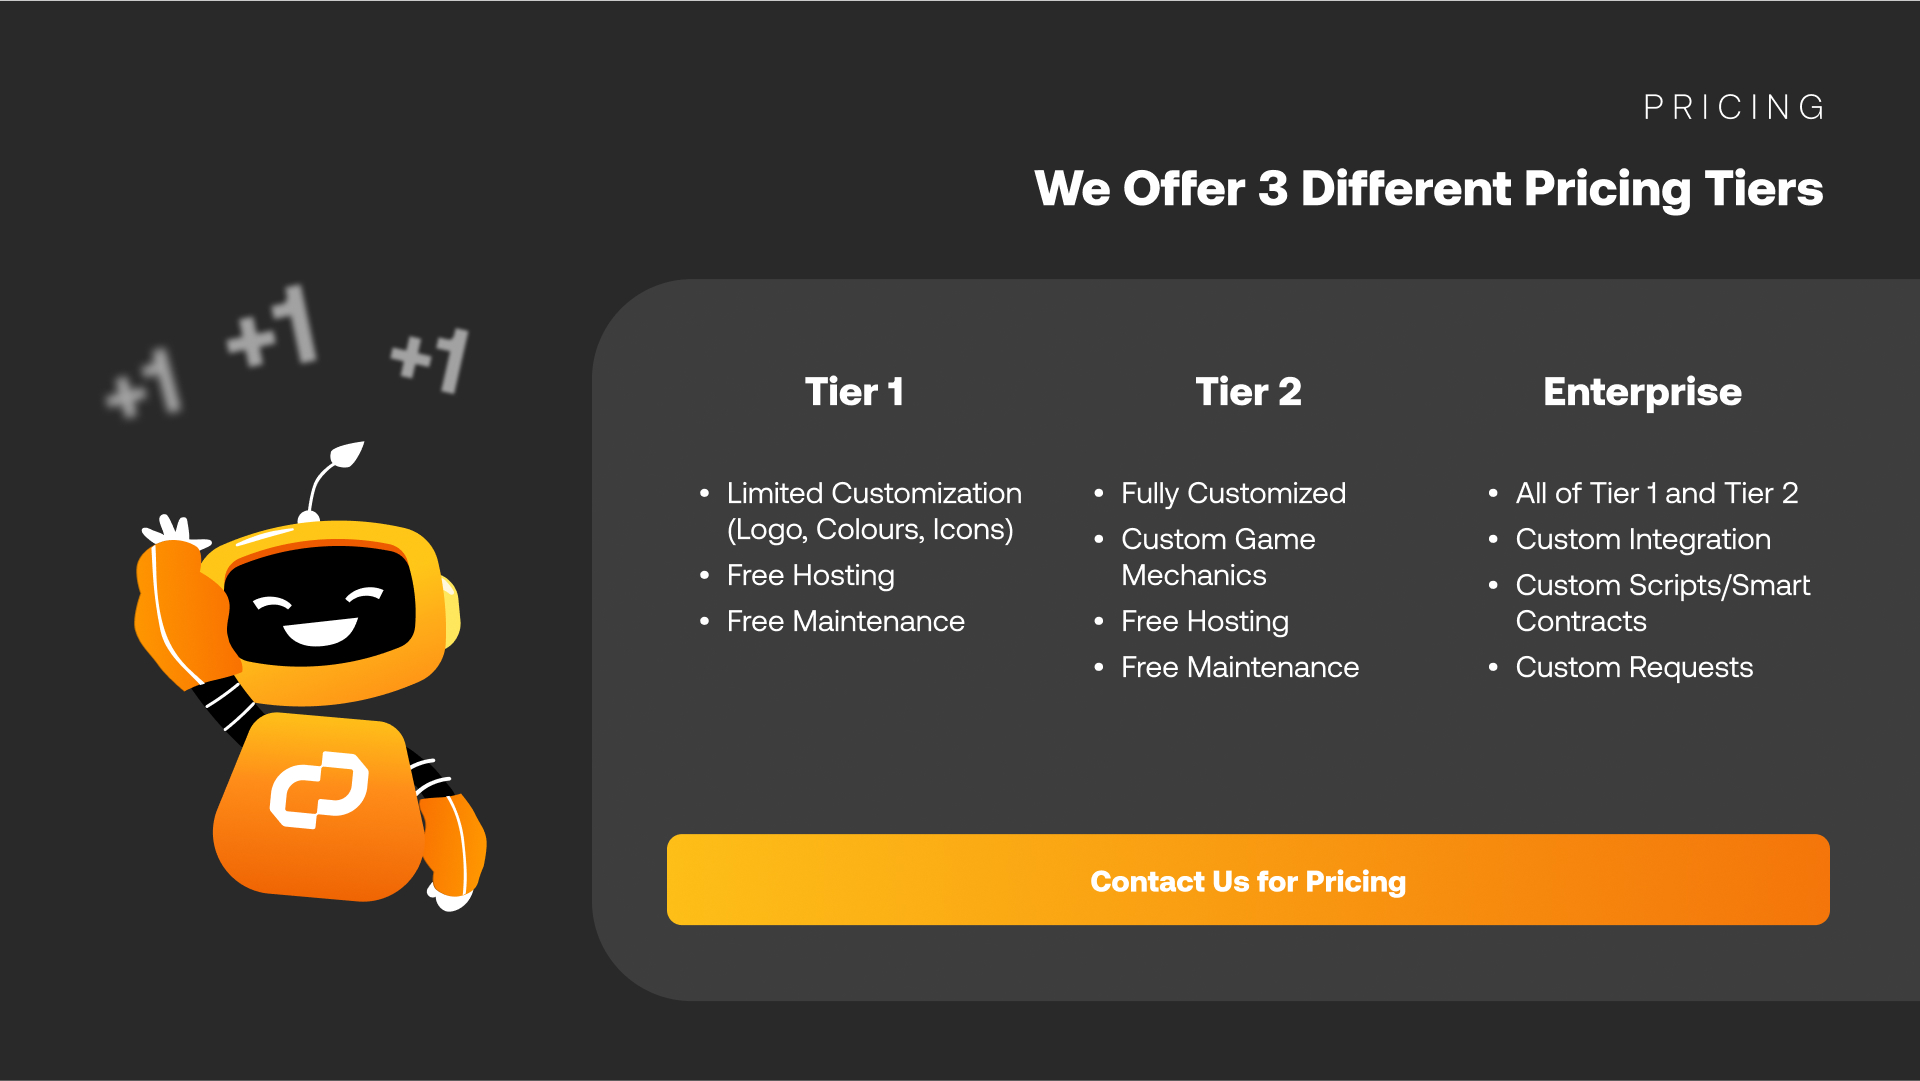 PRICING
We Offer 3 Different Pricing Tiers
+1
+1
+1
Tier 1
• Limited Customization
(Logo, Colours, Icons)
• Free Hosting
• Free Maintenance
Tier 2
• Fully Customized
• Custom Game
Mechanics
• Free Hosting
• Free Maintenance
Enterprise
• All of Tier 1 and Tier 2
• Custom Integration
• Custom Scripts/Smart
Contracts
• Custom Requests
Contact Us for Pricing